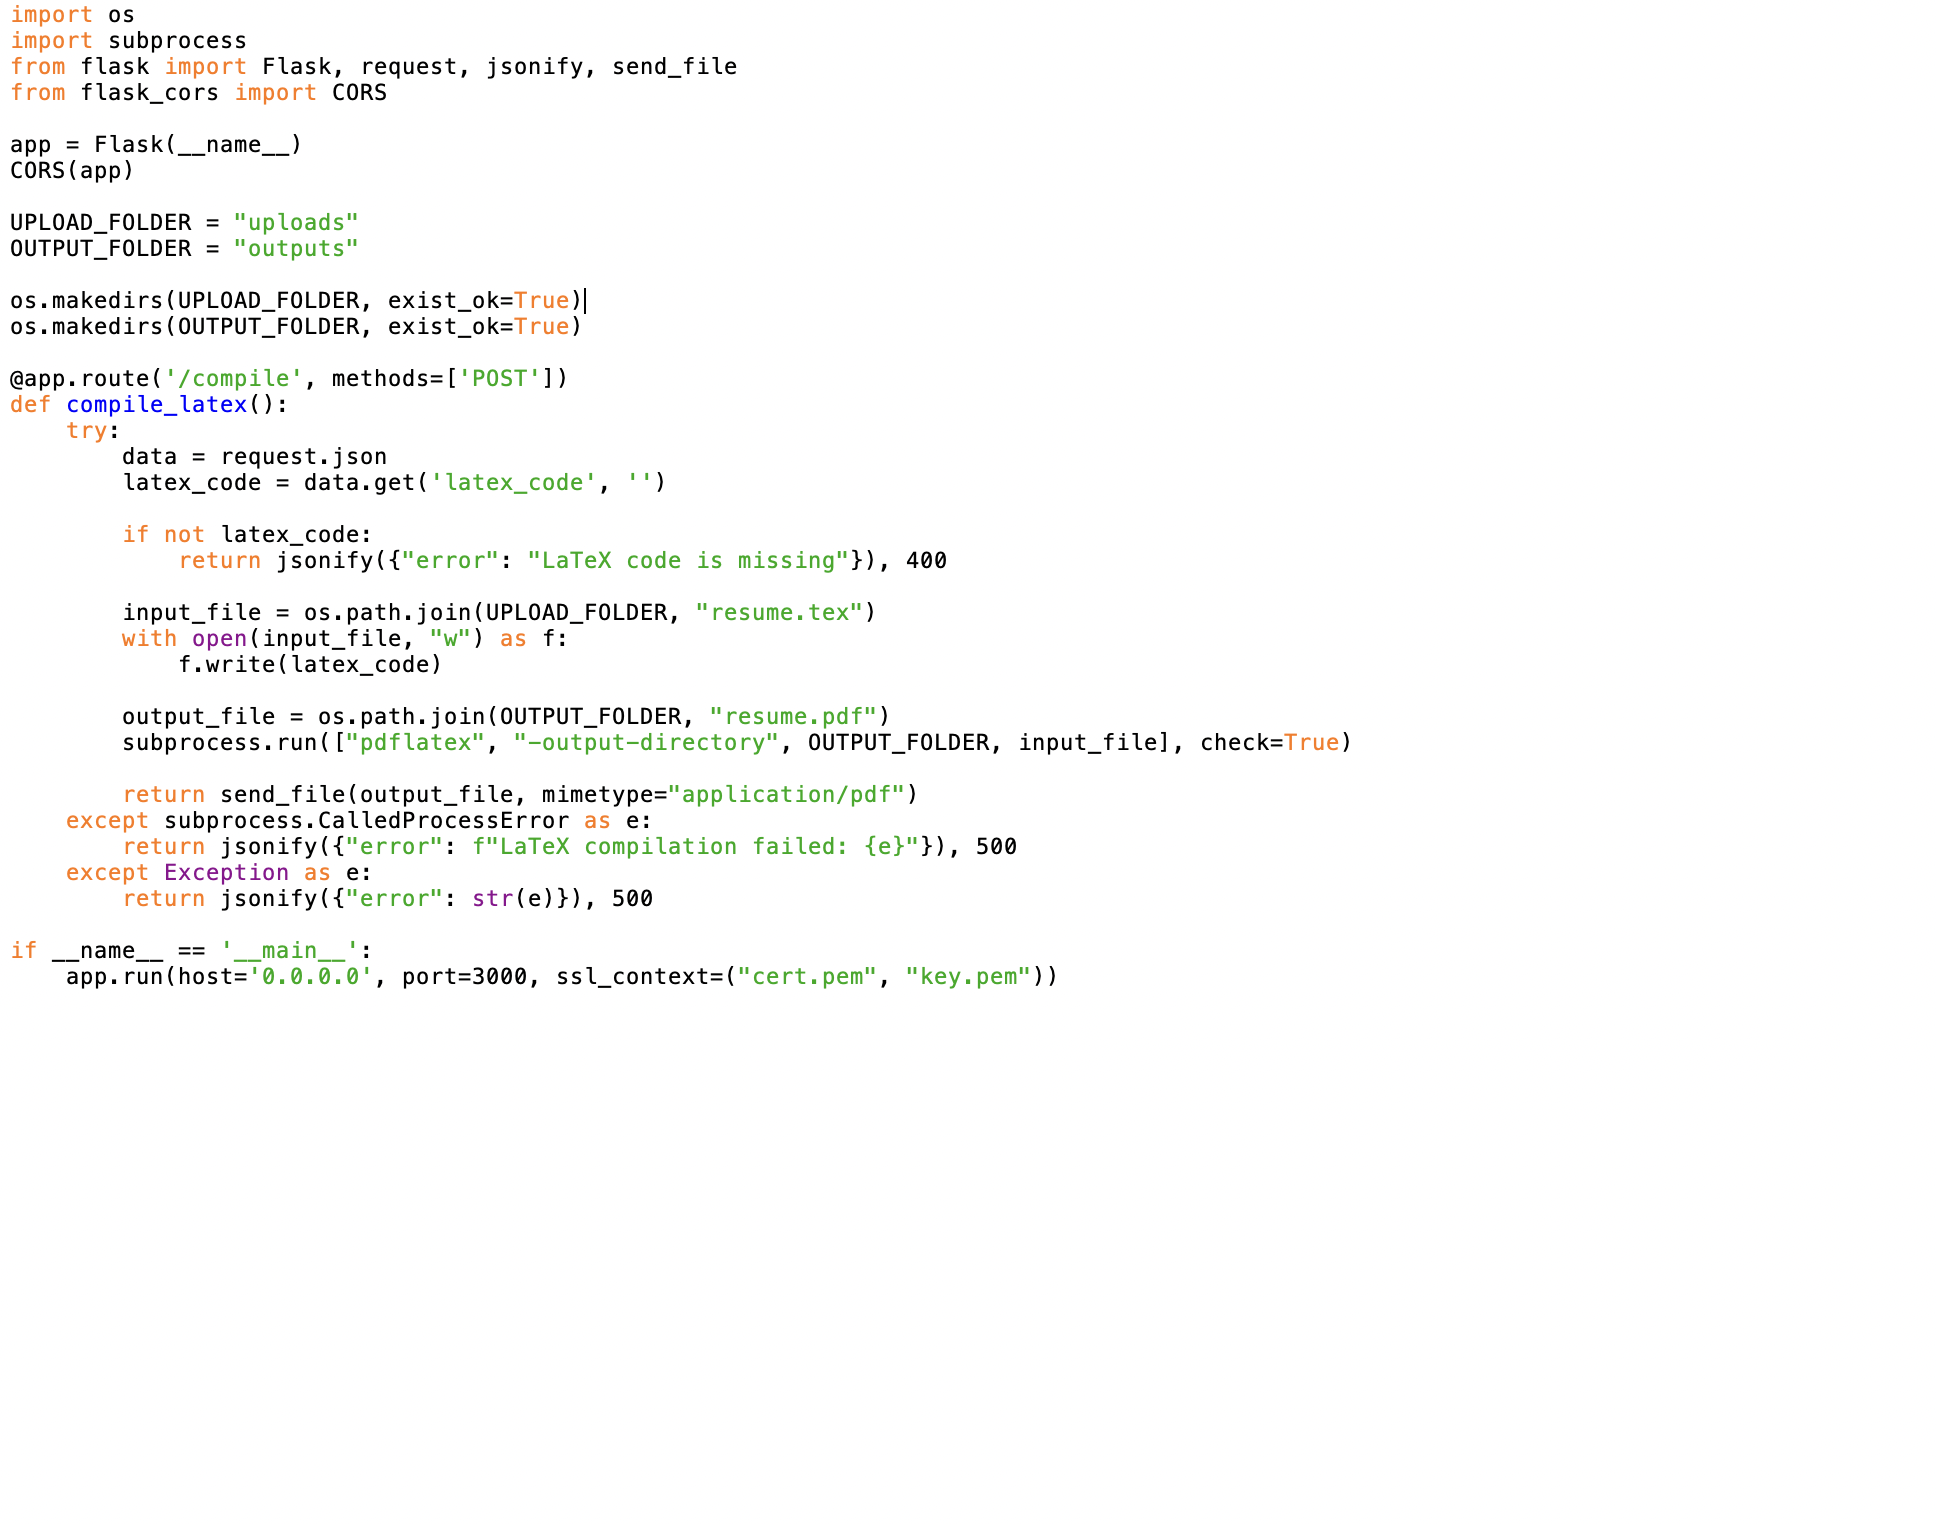 import os
import subprocess
from flask import Flask, request, jsonify, send_file
from flask_cors import CORS

app = Flask(__name__)
CORS(app)

UPLOAD_FOLDER = "uploads"
OUTPUT_FOLDER = "outputs"

os.makedirs(UPLOAD_FOLDER, exist_ok=True)
os.makedirs(OUTPUT_FOLDER, exist_ok=True)

@app.route('/compile', methods=['POST'])
def compile_latex():
    try:
        data = request.json
        latex_code = data.get('latex_code', '')

        if not latex_code:
            return jsonify({"error": "LaTeX code is missing"}), 400

        input_file = os.path.join(UPLOAD_FOLDER, "resume.tex")
        with open(input_file, "w") as f:
            f.write(latex_code)

        output_file = os.path.join(OUTPUT_FOLDER, "resume.pdf")
        subprocess.run(["pdflatex", "-output-directory", OUTPUT_FOLDER, input_file], check=True)

        return send_file(output_file, mimetype="application/pdf")
    except subprocess.CalledProcessError as e:
        return jsonify({"error": f"LaTeX compilation failed: {e}"}), 500
    except Exception as e:
        return jsonify({"error": str(e)}), 500

if __name__ == '__main__':
    app.run(host='0.0.0.0', port=3000, ssl_context=("cert.pem", "key.pem"))